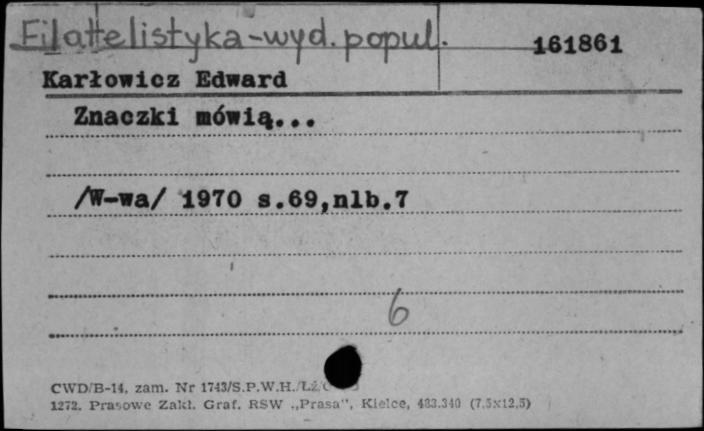 Filatelistyka-wyd. popul. 161861
Karłowicz Edward
Znaczki mówią...
/W-wa/ 1970 s.69,nlb.7
6
CWD/B-14, zam. Nr 1743/S.P.W.H./Łź/
1272. Prasowe Zakł. Graf. RSW „Prasa", Kielce, 433.340 (7,5x12,5)